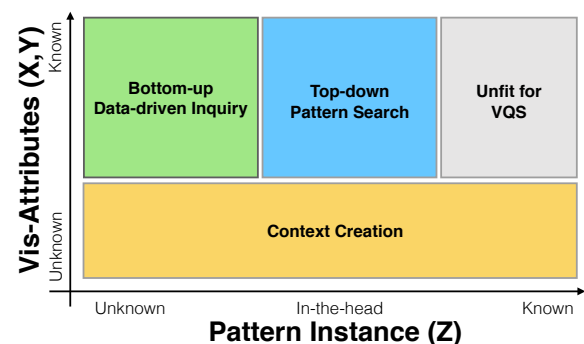 Vis-Attributes (X,Y)
Known
Unknown
Bottom-up
Data-driven Inquiry
Top-down
Pattern Search
Unfit for
VQS
Context Creation
Unknown
In-the-head
Known
Pattern Instance (Z)